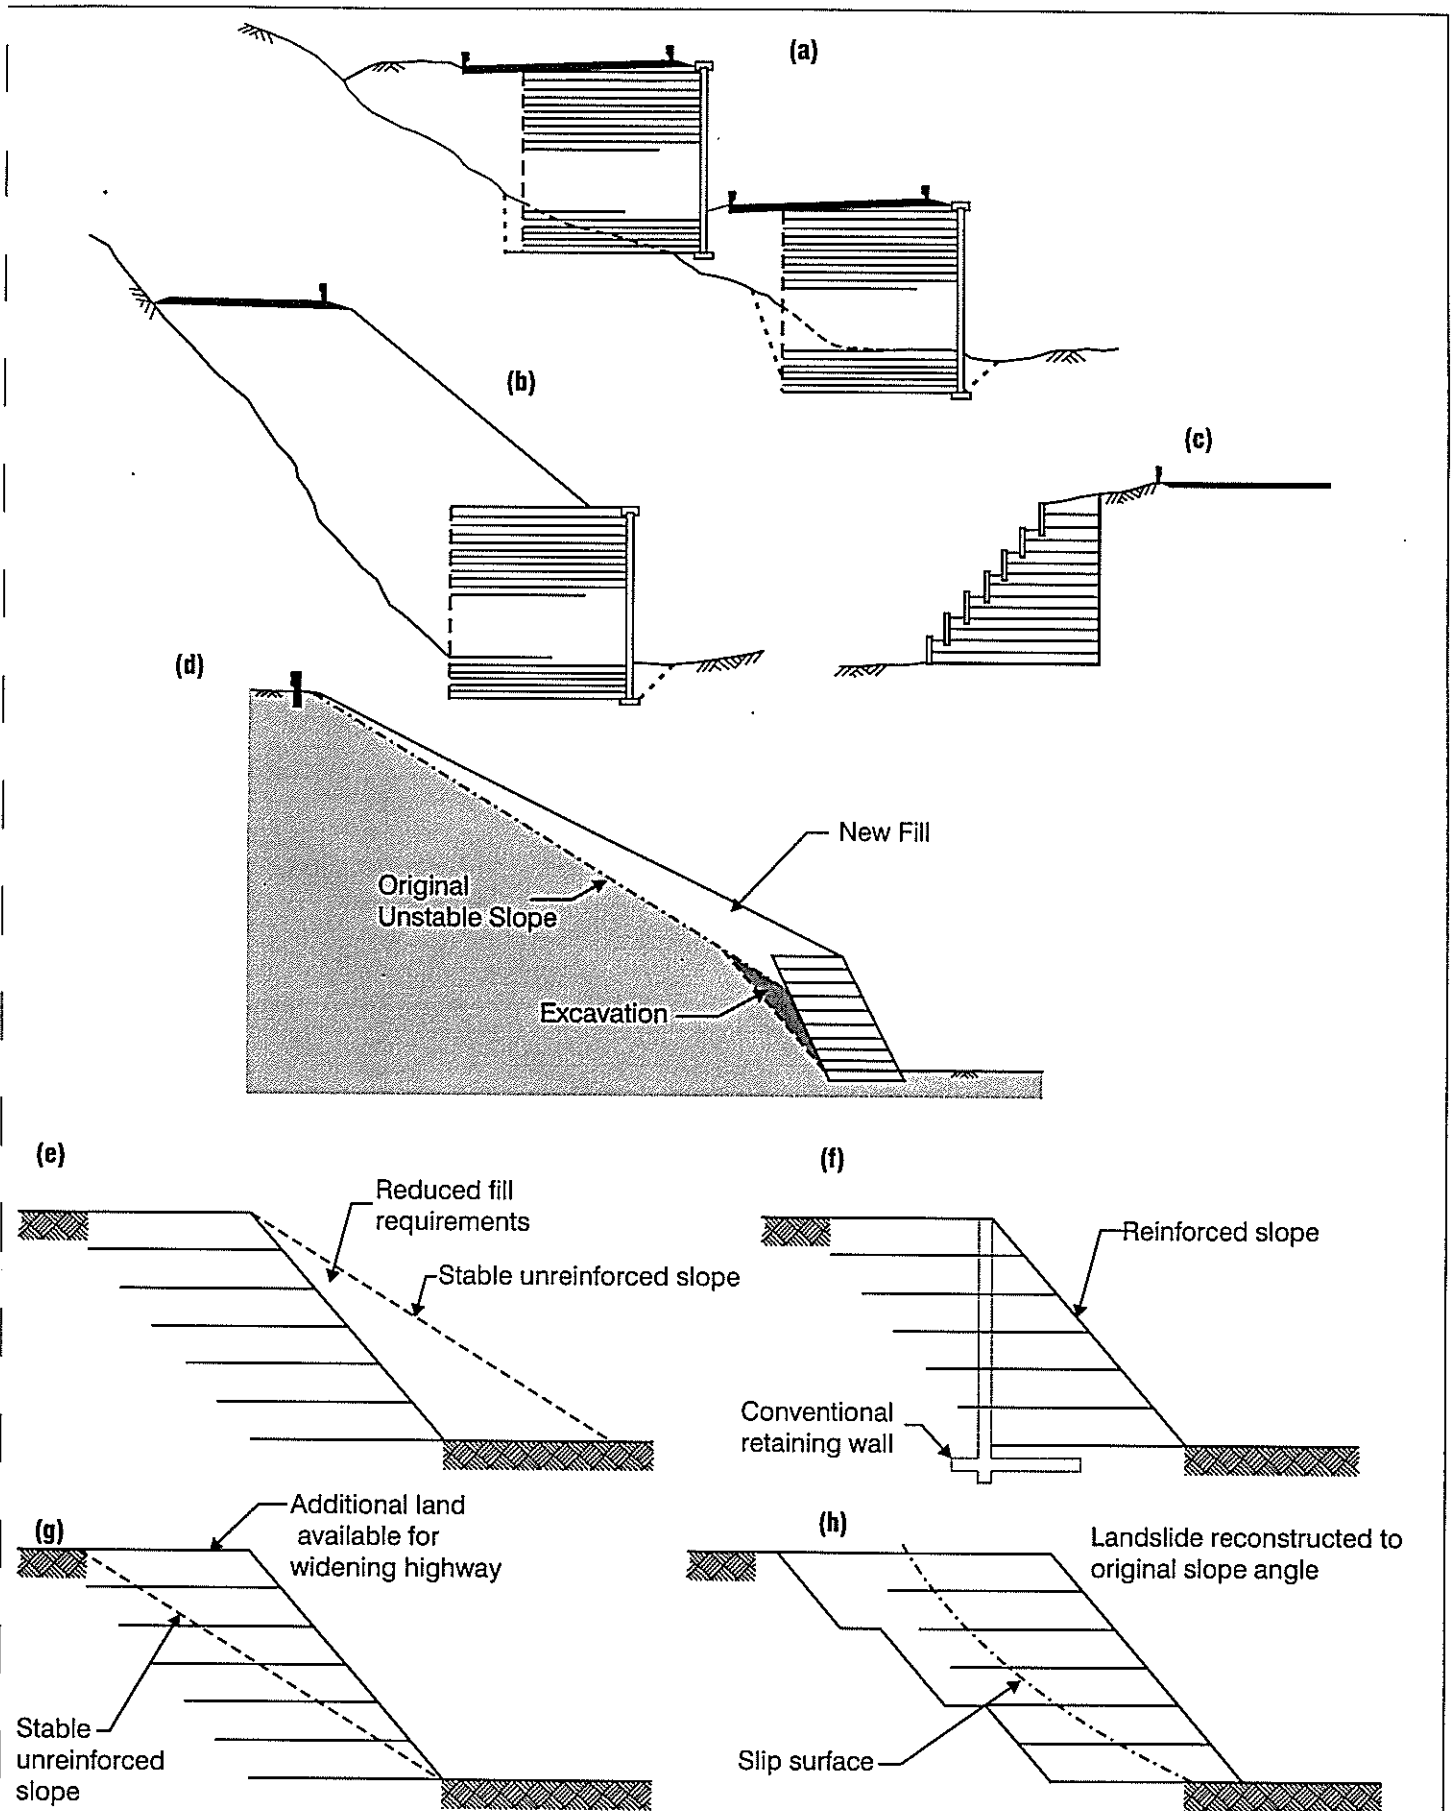 (a)
(b)
(c)
(d)
New Fill
Original
Unstable Slope
Excavation
(e)
Reduced fill
requirements
Stable unreinforced slope
(f)
Reinforced slope
Conventional
retaining wall
(g)
Additional land
available for
widening highway
Stable
unreinforced
slope
(h)
Landslide reconstructed to
original slope angle
Slip surface